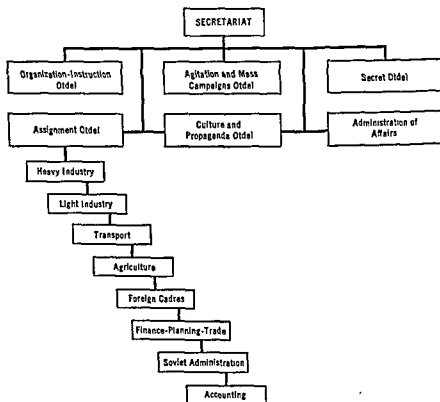 SECRETARIAT
Organization-Instruction
Otdel
Agitation and Mass
Campaigns Otdel
Secret Otdel
Assignment Otdel
Culture and
Propaganda Otdel
Administration of
Affairs
Heavy Industry
Light Industry
Transport
Agriculture
Foreign Cadres
Finance-Planning-Trade
Soviet Administration
Accounting